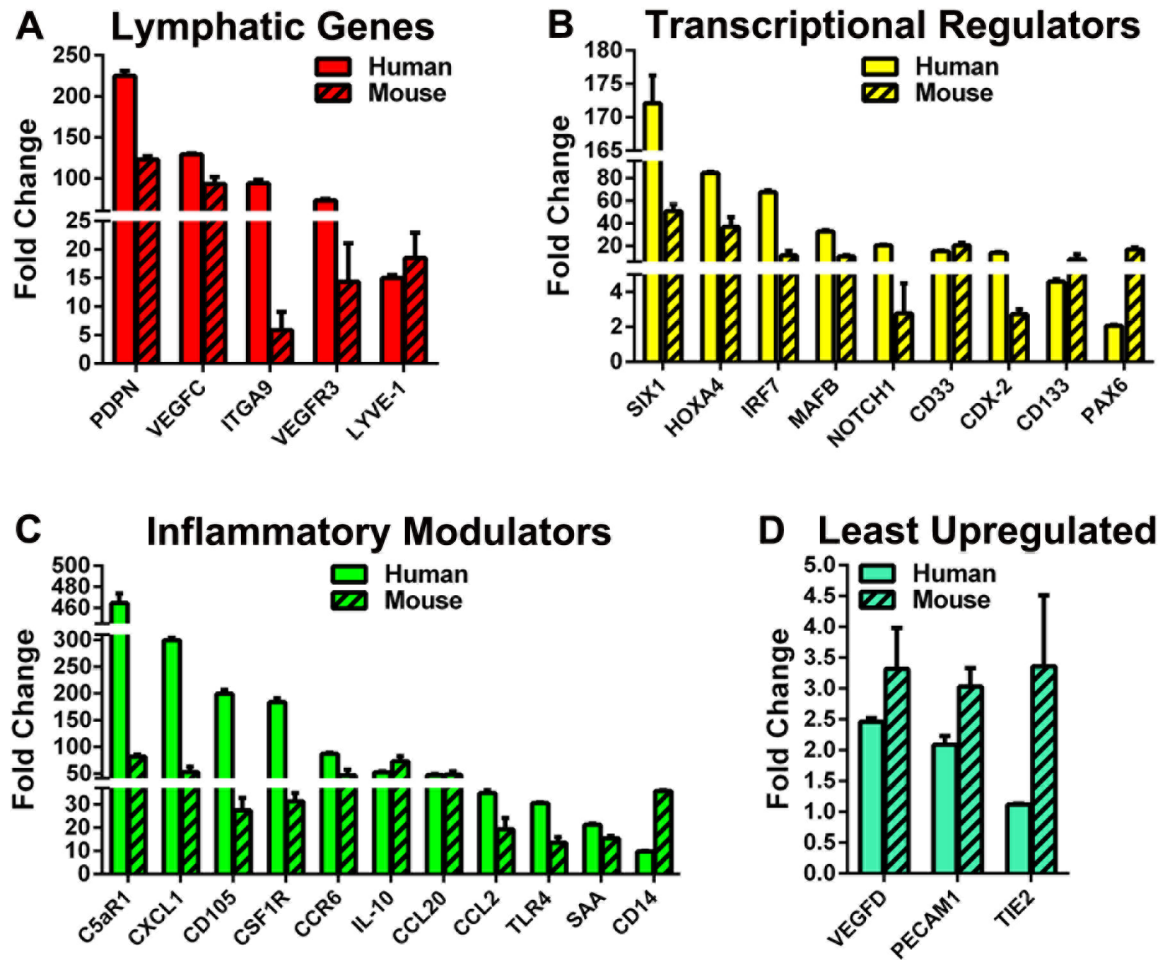 A Lymphatic Genes
Human
Mouse
Fold Change
250
200
150
100
25
20
15
10
5
0
PDPN
VEGFC
ITGA9
VEGFR3
LYVE-1
B Transcriptional Regulators
Human
Mouse
Fold Change
180
175
170
165
80
60
40
20
4
2
0
SIX1
HOXA4
IRF7
MAFB
NOTCH1
CD33
CDX-2
CD133
PAX6
C Inflammatory Modulators
Human
Mouse
Fold Change
500
480
460
300
250
200
150
100
50
30
20
10
0
C5aR1
CXCL1
CD105
CSF1R
CCR6
IL-10
CCL20
CCL2
TLR4
SAA
CD14
D Least Upregulated
Human
Mouse
Fold Change
5.0
4.5
4.0
3.5
3.0
2.5
2.0
1.5
1.0
0.5
0.0
VEGFD
PECAM1
TIE2